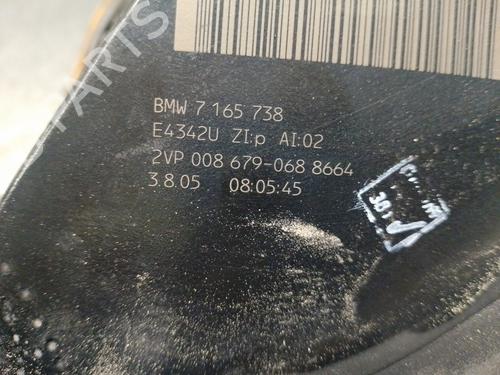 PARTS
BMW 7 165 738
E4342U ZI:p AI:02
2VP 008 679-068 8664
3.8.05 08:05:45